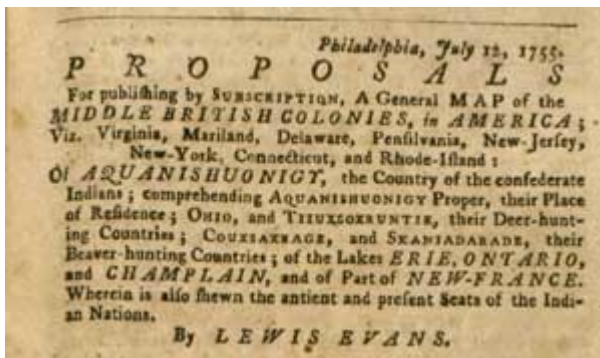 Philadelphia, July 12, 1755.
PROPOSALS
For publiſhing by SUBSCRIPTION, A General MAP of the
MIDDLE BRITISH COLONIES, in AMERICA;
Viz. Virginia, Mariland, Delaware, Penſilvania, New-Jerſey,
New-York, Connecticut, and Rhode-Iſland:
Of AQUANISHUONIGY, the Country of the confederate
Indians; comprehending AQUANISHUONIGY Proper, their Place
of Reſidence; OHIO, and TIIUXSOXRUNTIE, their Deer-hunt-
ing Countries; COUXSAXRAGE, and SKANIADARADE, their
Beaver-hunting Countries; of the Lakes ERIE, ONTARIO,
and CHAMPLAIN, and of Part of NEW-FRANCE.
Wherein is alſo ſhewn the antient and preſent Seats of the Indi-
an Nations.
By LEWIS EVANS.